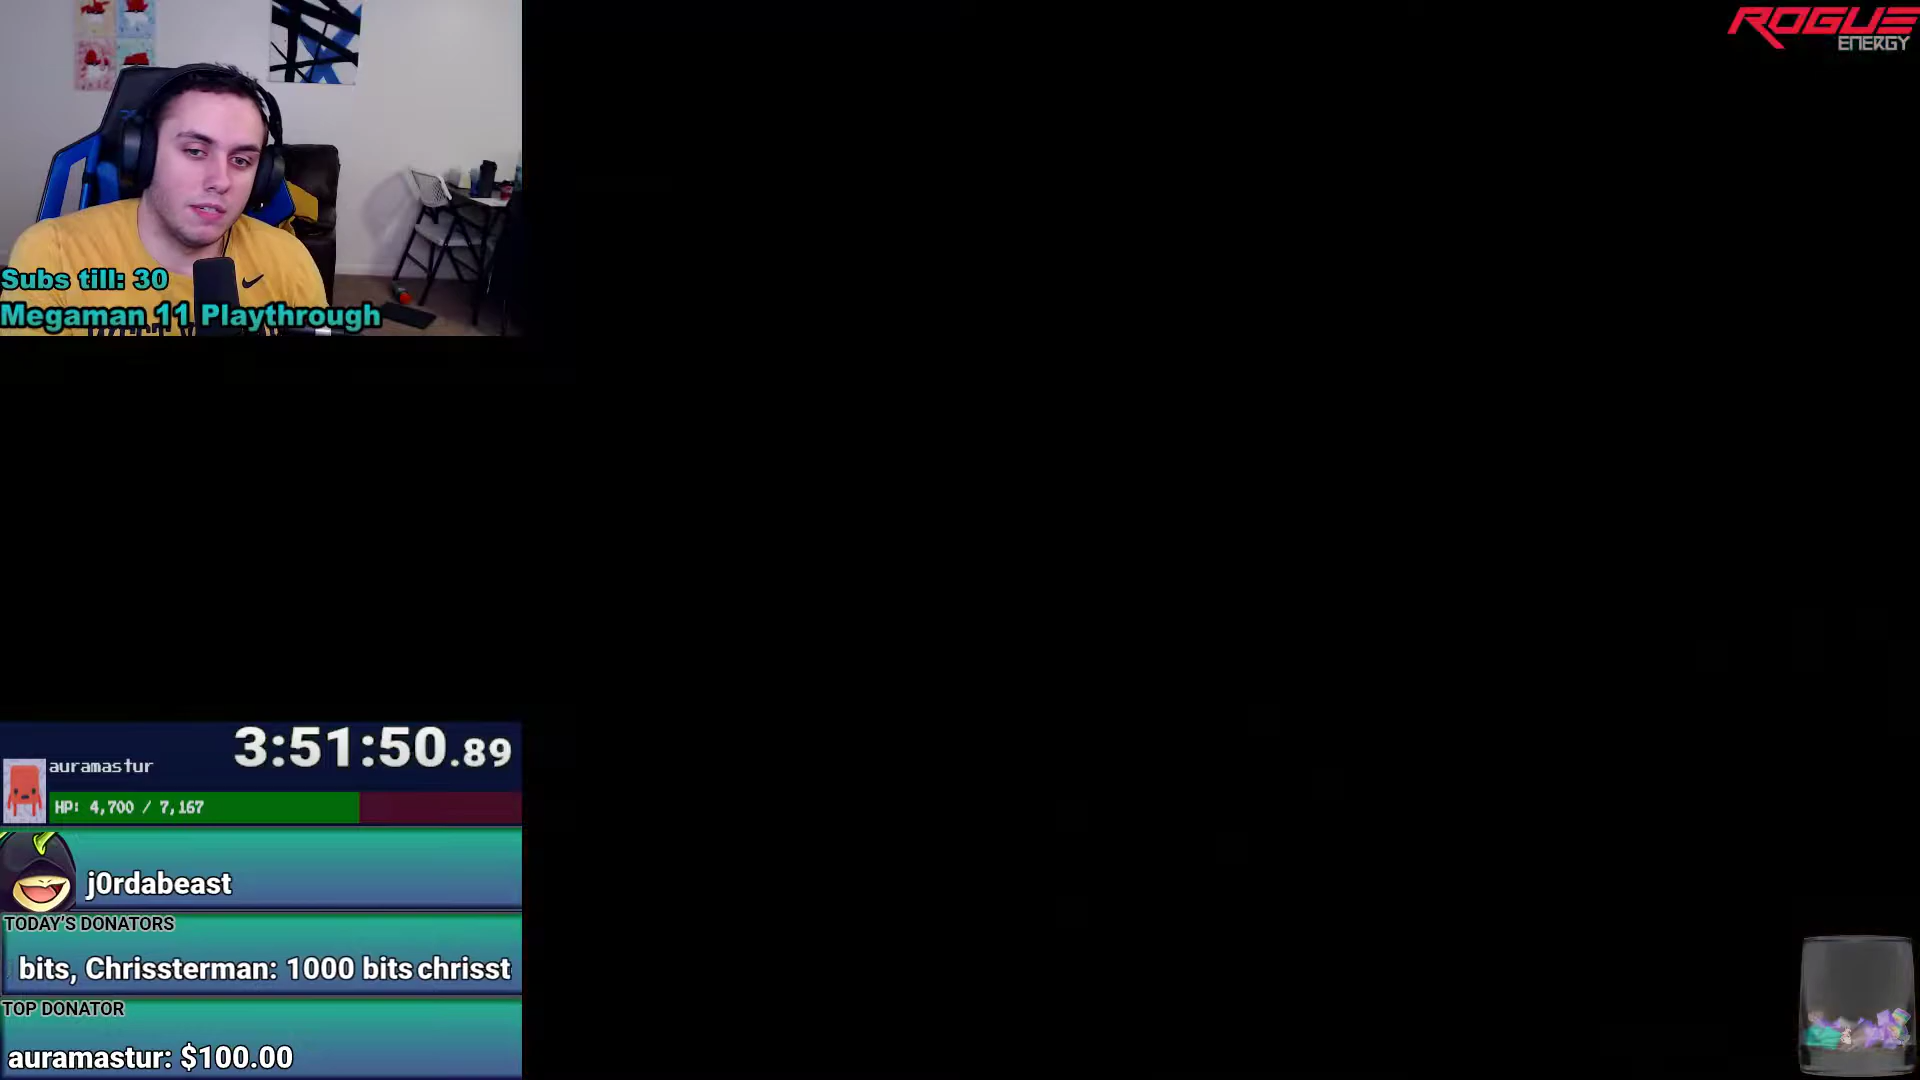 ROGUE
ENERGY
Subs till: 30
Megaman 11 Playthrough
3:51:50.89
auramastur
HP: 4,700 / 7,167
j0rdabeast
TODAY'S DONATORS
bits, Chrissterman: 1000 bits chrisst
TOP DONATOR
auramastur: $100.00